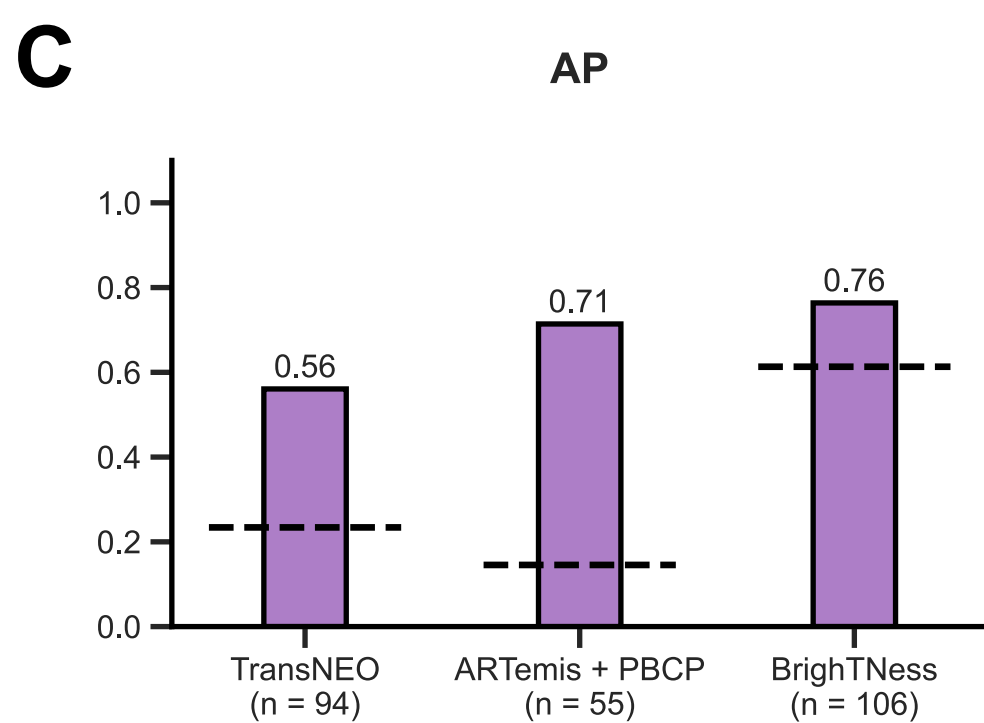 C
AP
1.0
0.8
0.6
0.4
0.2
0.0
0.56
0.71
0.76
TransNEO
(n = 94)
ARTemis + PBCP
(n = 55)
BrighTNess
(n = 106)